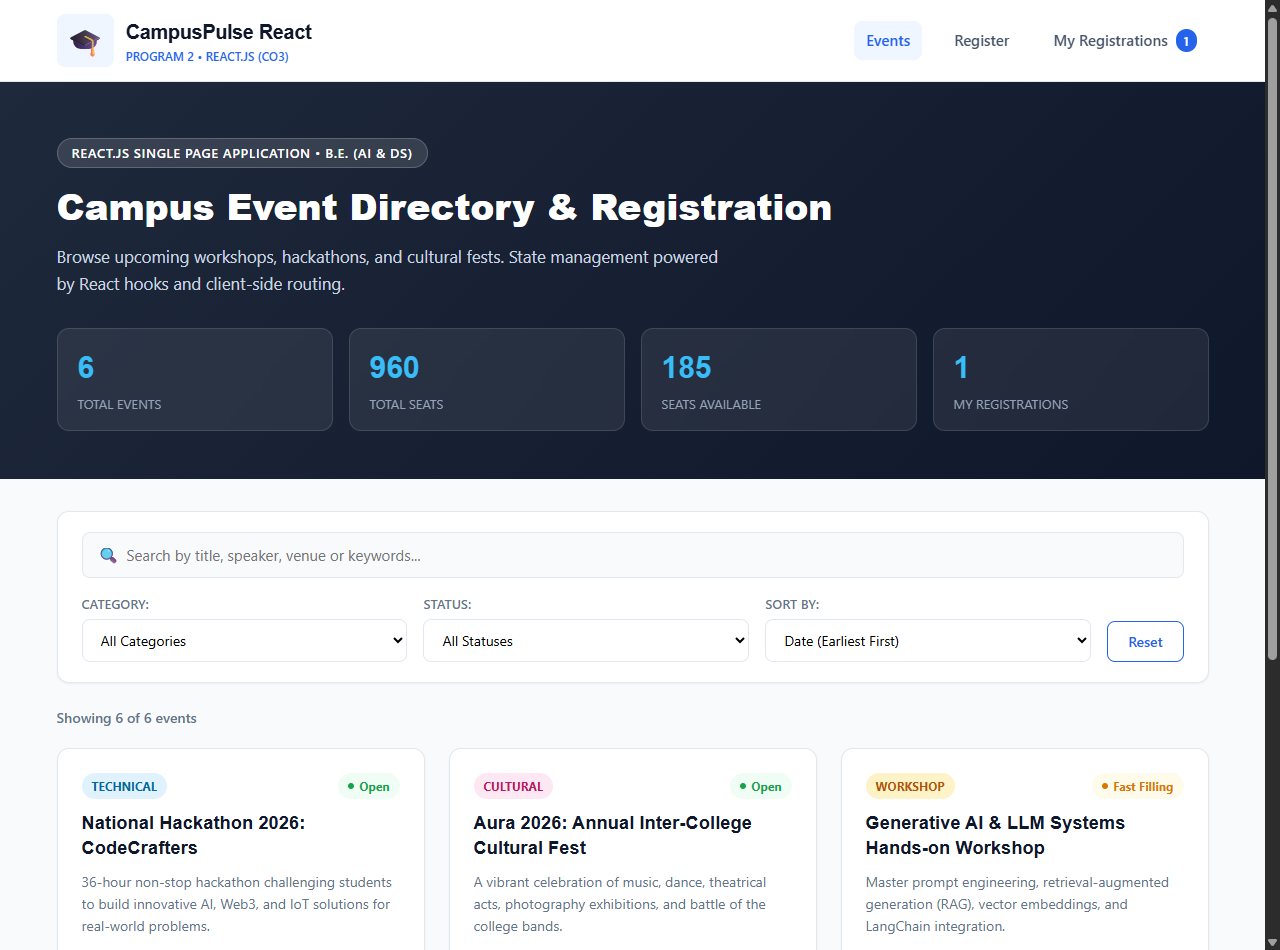 CampusPulse React
PROGRAM 2 • REACT.JS (CO3)
Events
Register
My Registrations 1
REACT.JS SINGLE PAGE APPLICATION • B.E. (AI & DS)
Campus Event Directory & Registration
Browse upcoming workshops, hackathons, and cultural fests. State management powered
by React hooks and client-side routing.
6
TOTAL EVENTS
960
TOTAL SEATS
185
SEATS AVAILABLE
1
MY REGISTRATIONS
Search by title, speaker, venue or keywords...
CATEGORY:
All Categories
STATUS:
All Statuses
SORT BY:
Date (Earliest First)
Reset
Showing 6 of 6 events
TECHNICAL
Open
National Hackathon 2026:
CodeCrafters
36-hour non-stop hackathon challenging students
to build innovative AI, Web3, and IoT solutions for
real-world problems.
CULTURAL
Open
Aura 2026: Annual Inter-College
Cultural Fest
A vibrant celebration of music, dance, theatrical
acts, photography exhibitions, and battle of the
college bands.
WORKSHOP
Fast Filling
Generative AI & LLM Systems
Hands-on Workshop
Master prompt engineering, retrieval-augmented
generation (RAG), vector embeddings, and
LangChain integration.